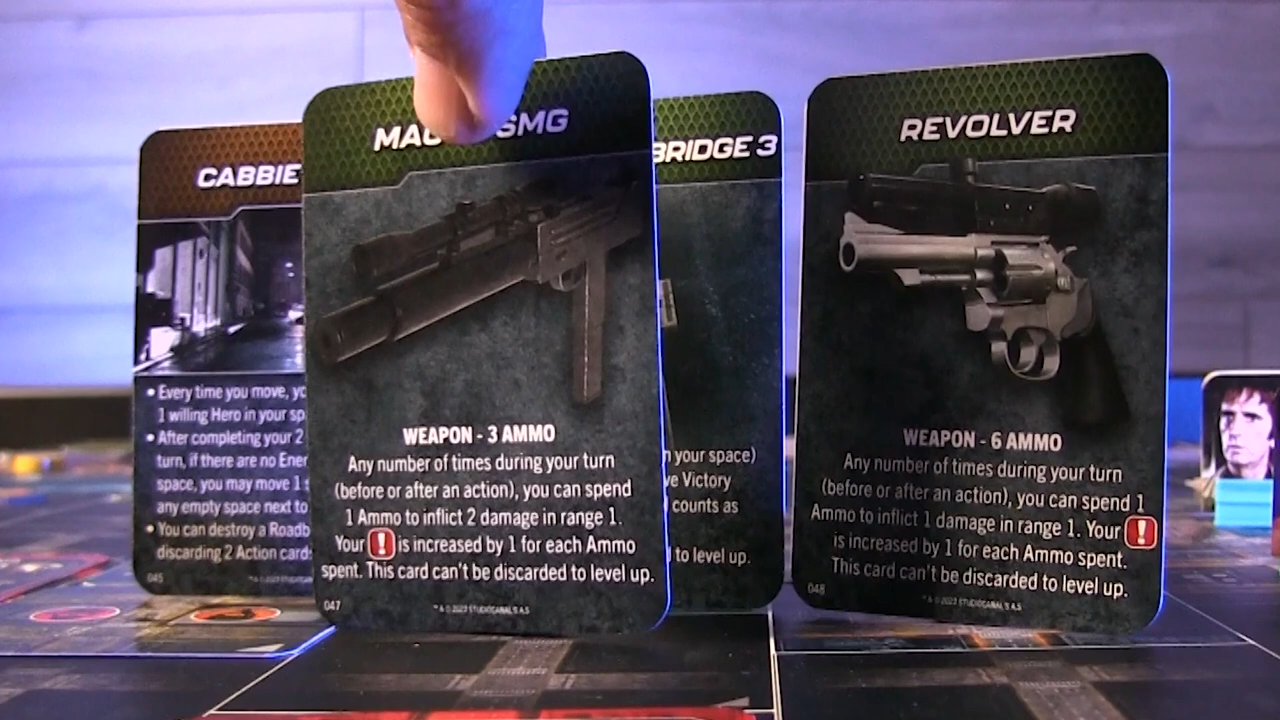 CABBIE
• Every time you move,
1 willing Hero in your
• After completing your 2
turn, if there are no
space, you may move 1
any empty space next to
• You can destroy a
discarding 2 Action
045
SMG
WEAPON - 3 AMMO
Any number of times during your turn
(before or after an action), you can spend
1 Ammo to inflict 2 damage in range 1.
Your ! is increased by 1 for each Ammo
spent. This card can't be discarded to level up.
047
™ & © 2023 STUDIOCANAL S.A.S
BRIDGE 3
your space)
Victory
counts as
to level up.
REVOLVER
WEAPON - 6 AMMO
Any number of times during your turn
(before or after an action), you can spend 1
Ammo to inflict 1 damage in range 1. Your !
is increased by 1 for each Ammo spent.
This card can't be discarded to level up.
048
™ & © 2023 STUDIOCANAL S.A.S